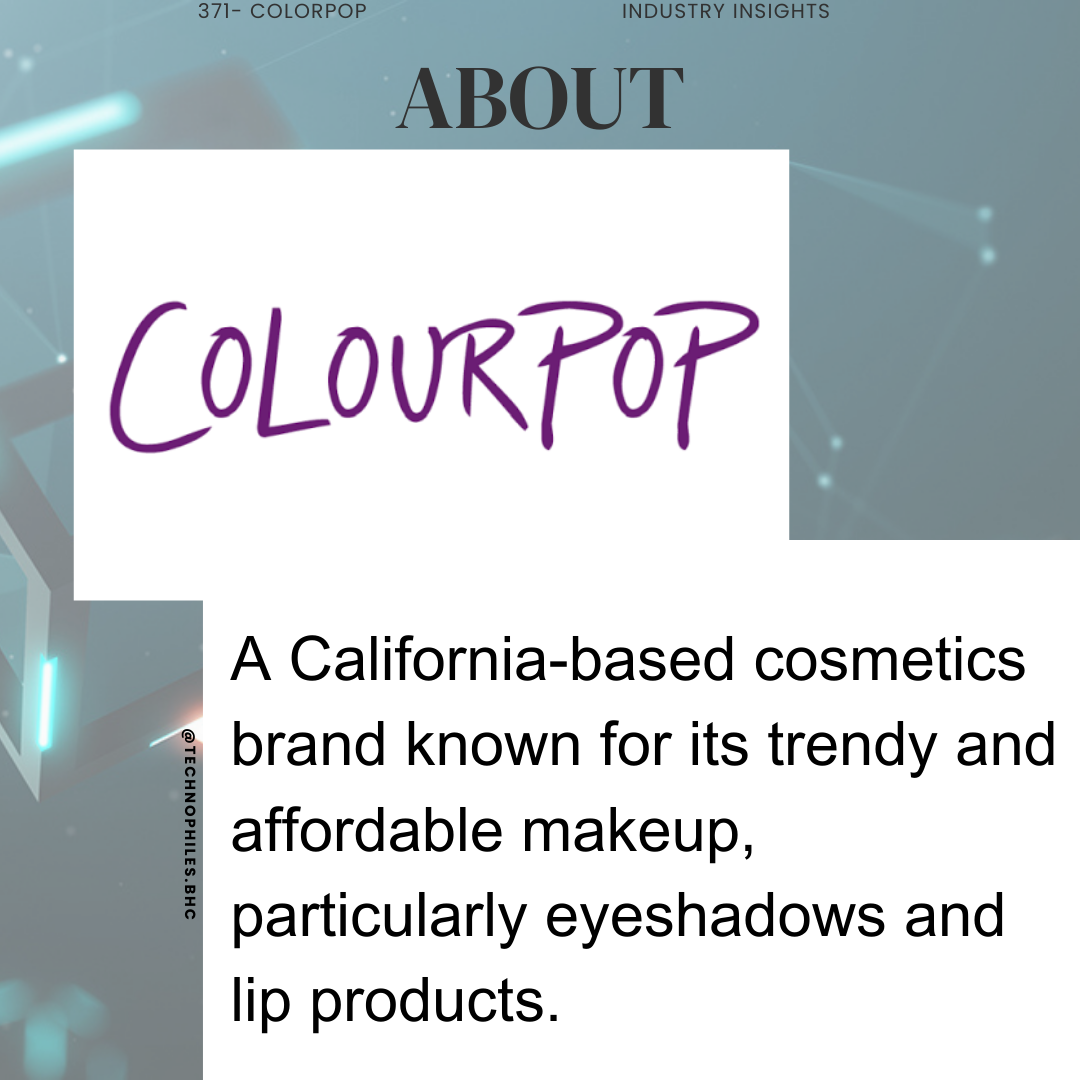 371- COLORPOP
INDUSTRY INSIGHTS
ABOUT
COLOURPOP
A California-based cosmetics
brand known for its trendy and
affordable makeup,
particularly eyeshadows and
lip products.
@TECHNOPHILES.BHC